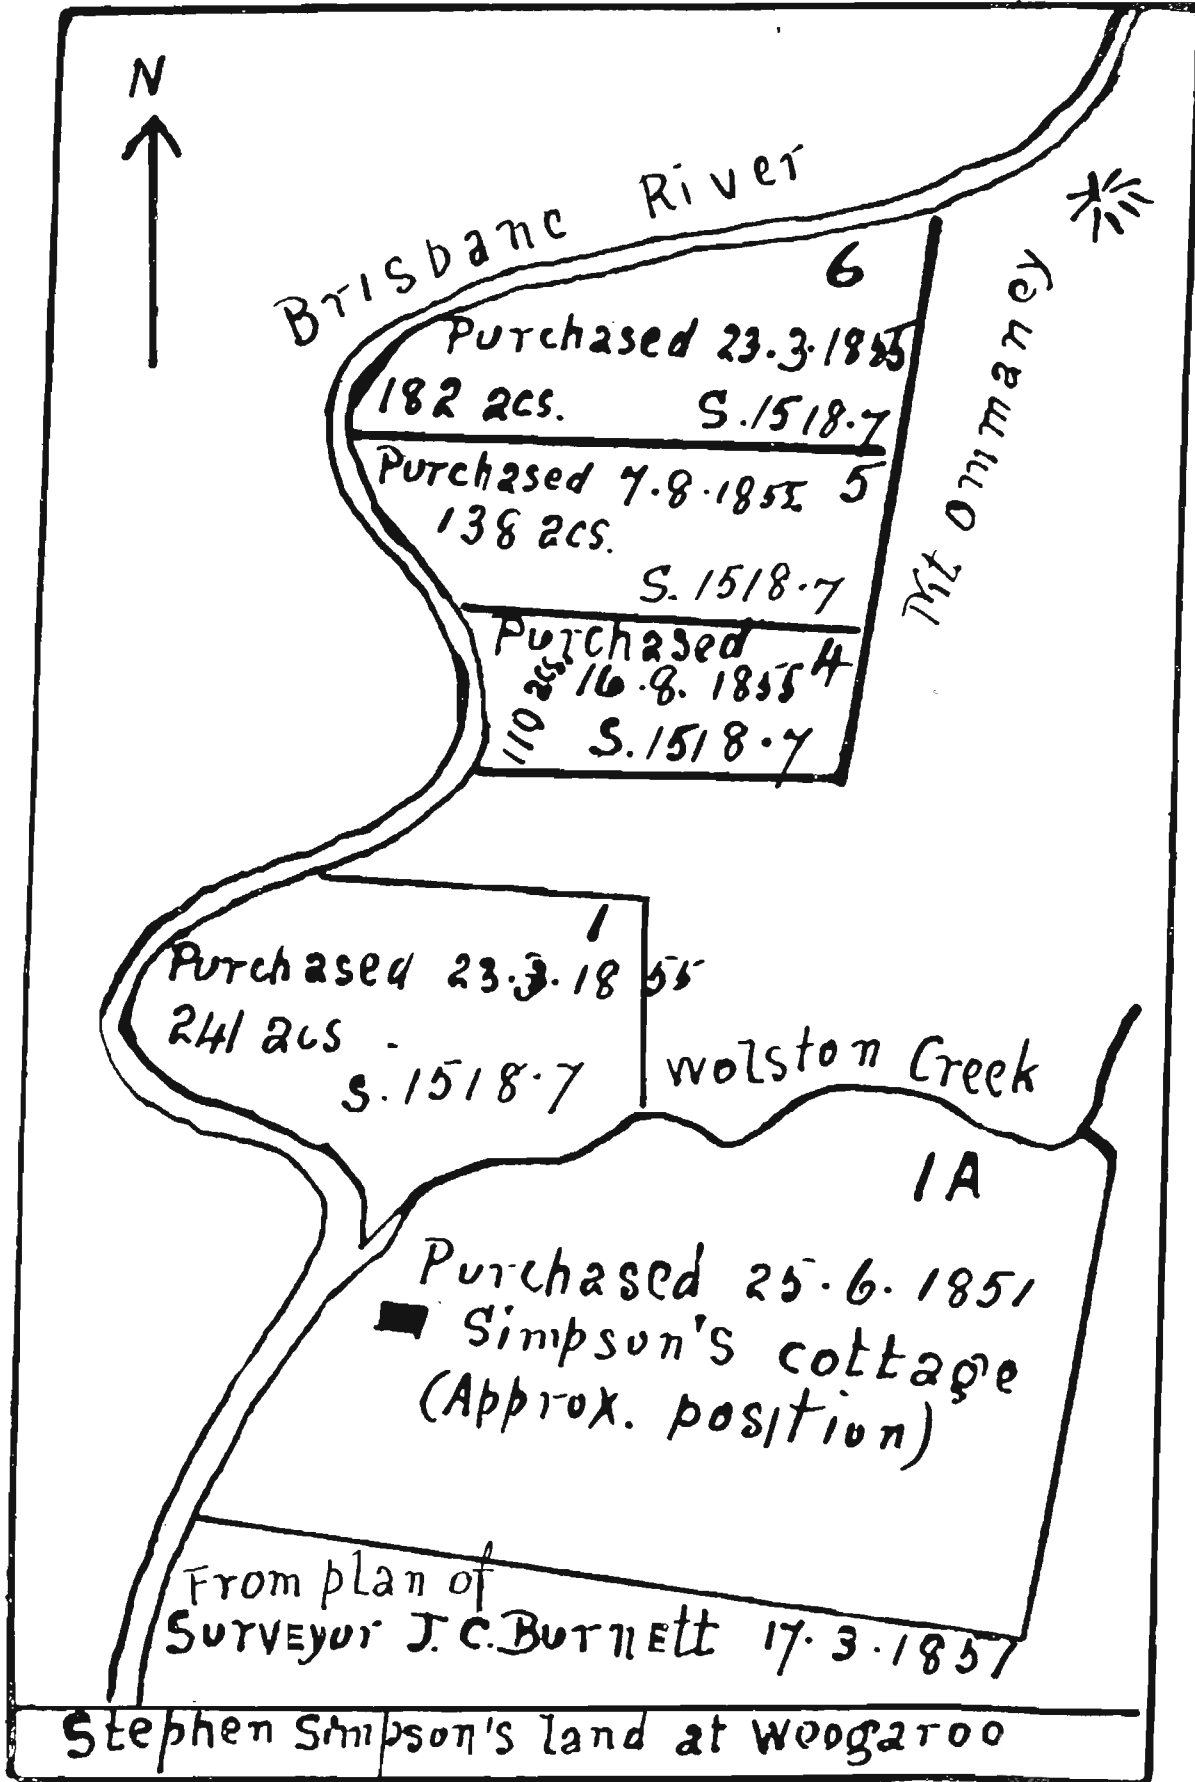 N
Brisbane River
6
Purchased 23.3.1855
182 acs. S.1518.7
Mt Ommaney
Purchased 7.8.1855 5
138 acs.
S.1518.7
Purchased 4
110 acs. 16.8.1855
S.1518.7
1
Purchased 23.3.1855
241 acs
S.1518.7
Wolston Creek
1A
Purchased 25.6.1851
Simpson's cottage
(Approx. position)
From plan of
Surveyor J.C.Burnett 17.3.1857
Stephen Simpson's land at Woogaroo